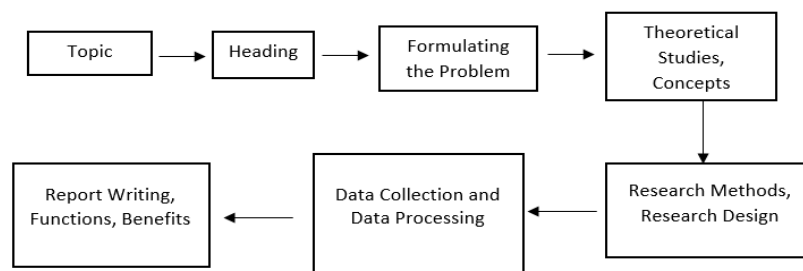 Topic
Heading
Formulating
the Problem
Theoretical
Studies,
Concepts
Research Methods,
Research Design
Data Collection and
Data Processing
Report Writing,
Functions, Benefits